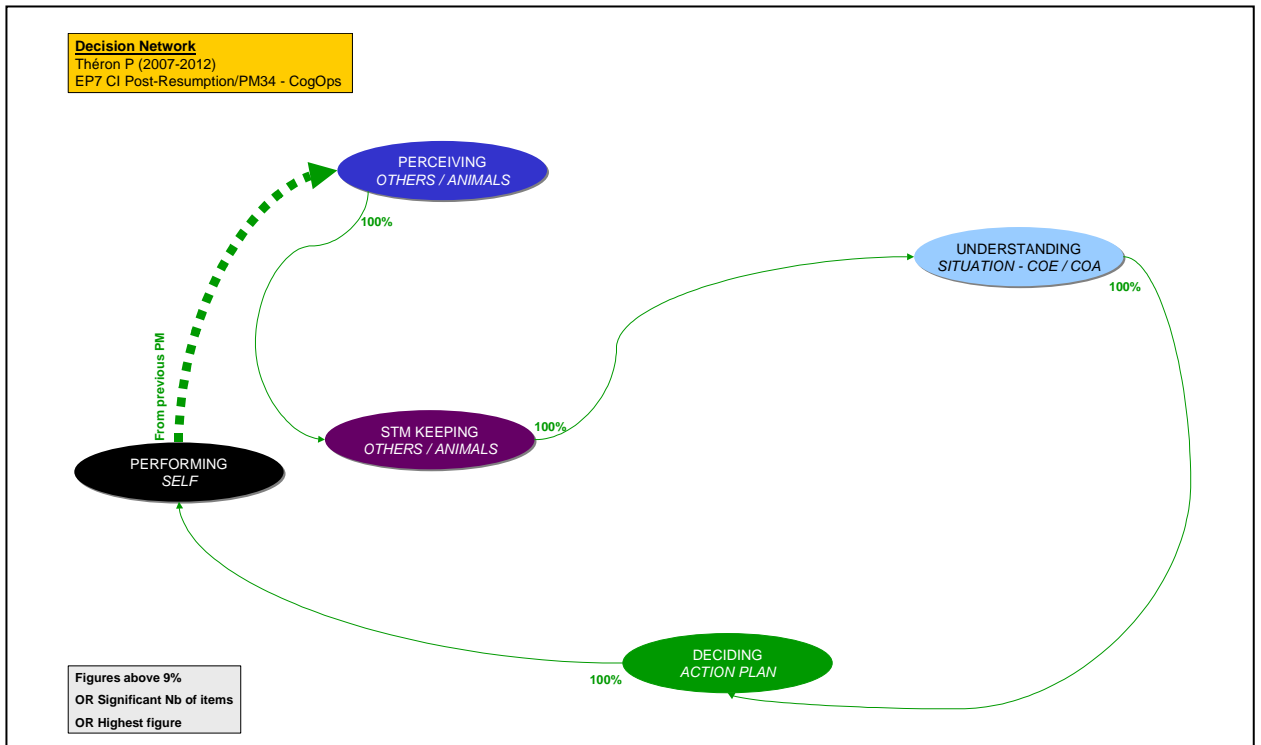 Decision Network
Théron P (2007-2012)
EP7 CI Post-Resumption/PM34 - CogOps
PERCEIVING
OTHERS / ANIMALS
100%
UNDERSTANDING
SITUATION - COE / COA
100%
From previous PM
STM KEEPING
OTHERS / ANIMALS
100%
PERFORMING
SELF
DECIDING
ACTION PLAN
100%
Figures above 9%
OR Significant Nb of items
OR Highest figure